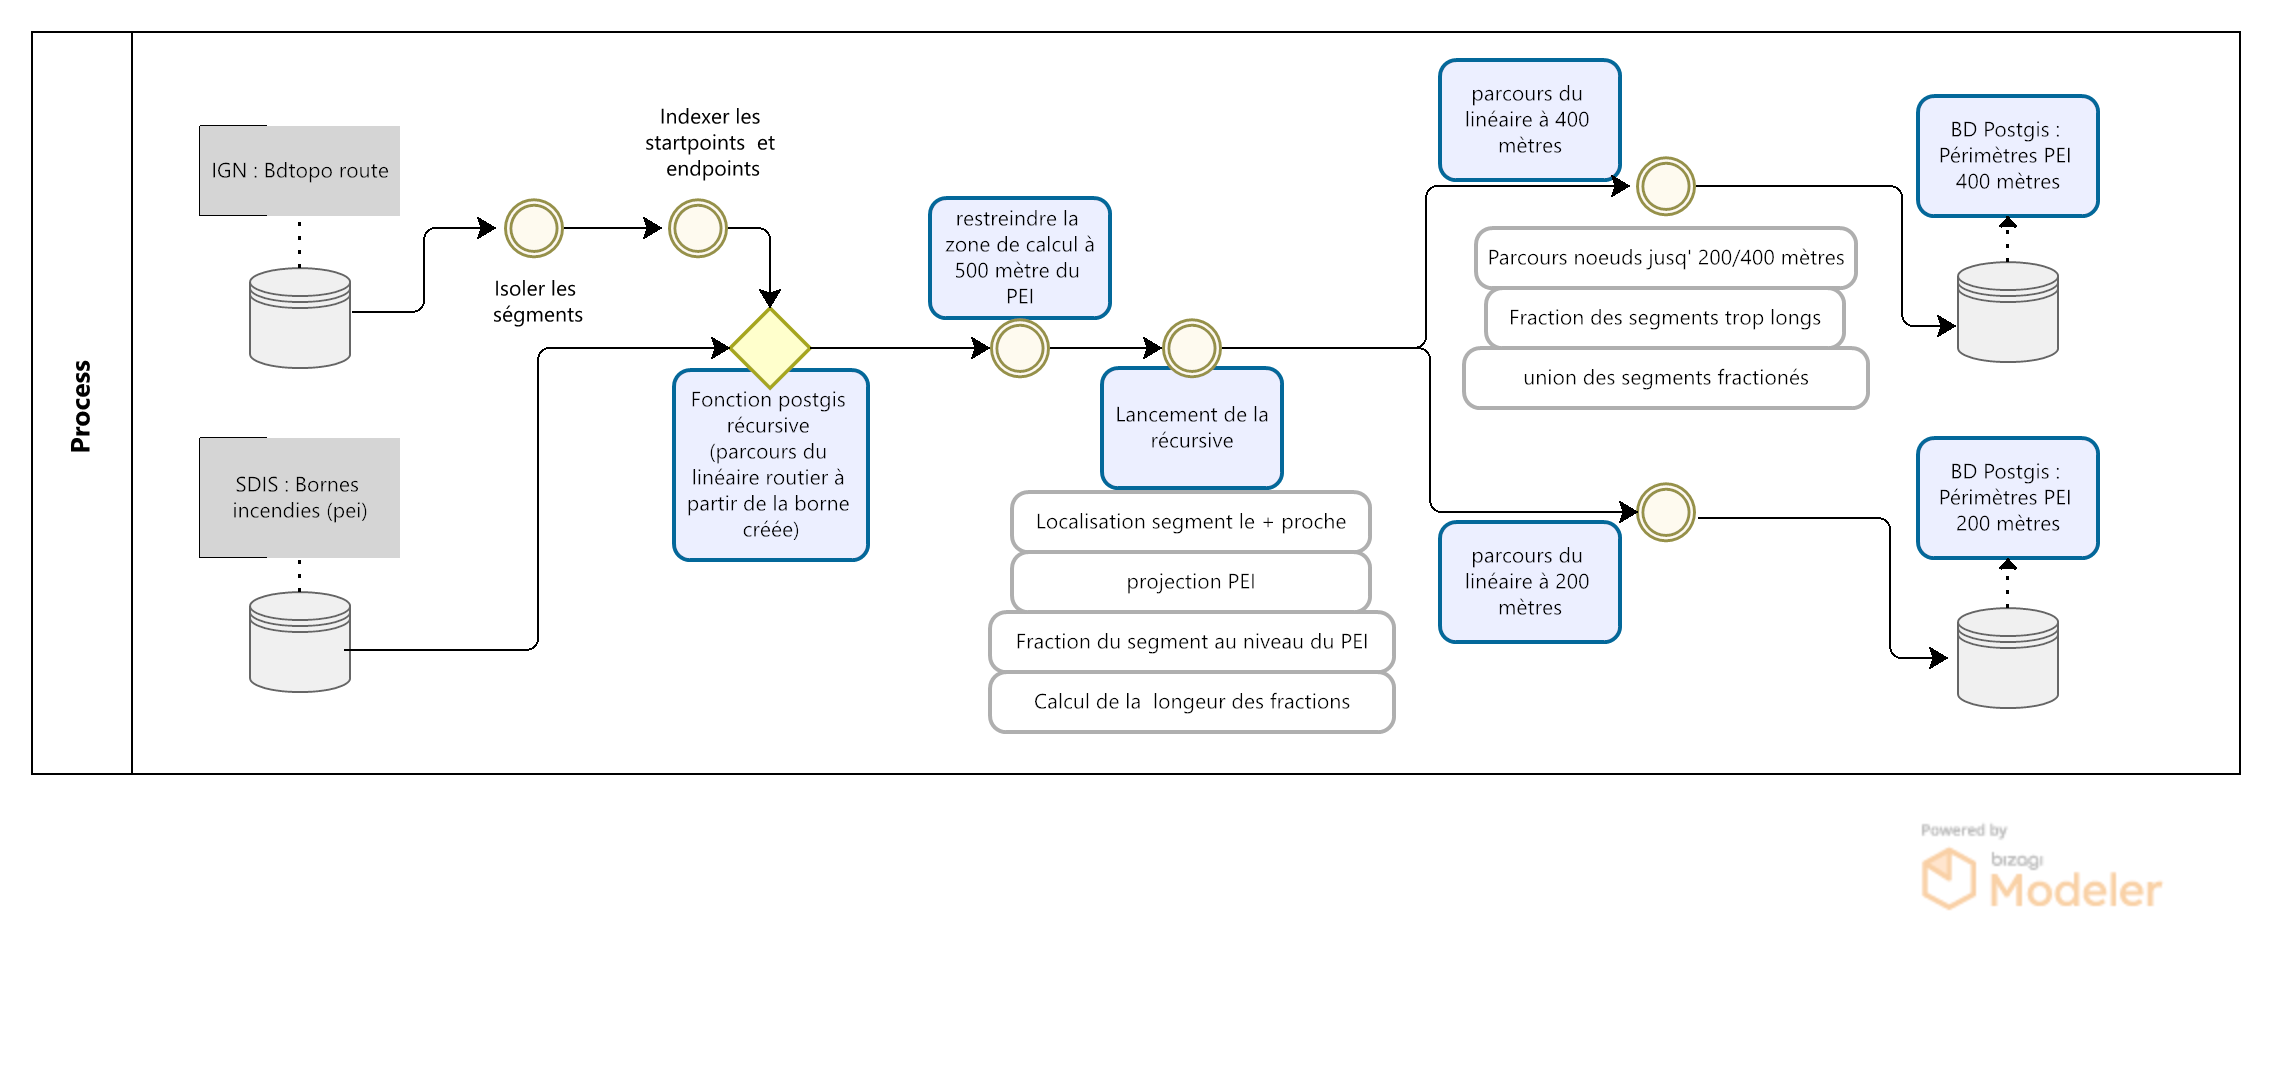 Process
IGN : Bdtopo route
Isoler les
ségments
Indexer les
startpoints et
endpoints
SDIS : Bornes
incendies (pei)
Fonction postgis
récursive
(parcours du
linéaire routier à
partir de la borne
créée)
restreindre la
zone de calcul à
500 mètre du
PEI
Lancement de la
récursive
Localisation segment le + proche
projection PEI
Fraction du segment au niveau du PEI
Calcul de la longeur des fractions
parcours du
linéaire à 400
mètres
Parcours noeuds jusq' 200/400 mètres
Fraction des segments trop longs
union des segments fractionés
parcours du
linéaire à 200
mètres
BD Postgis :
Périmètres PEI
400 mètres
BD Postgis :
Périmètres PEI
200 mètres
Powered by
bizagi
Modeler